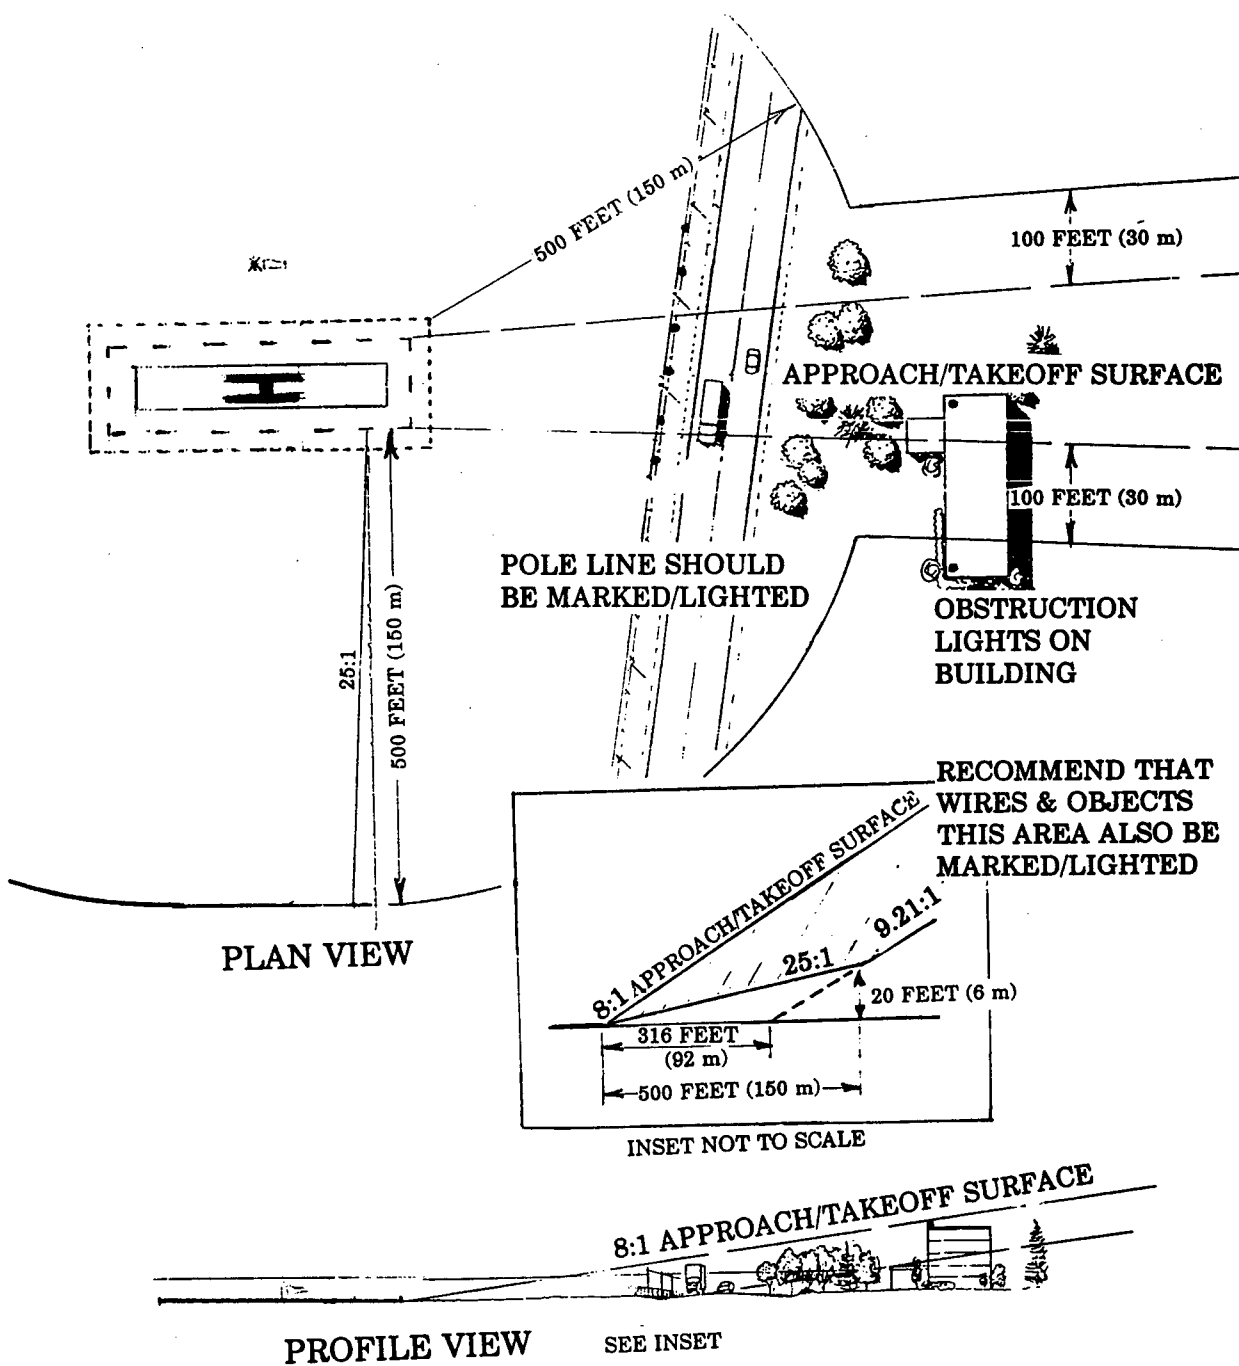 500 FEET (150 m)
100 FEET (30 m)
H
APPROACH/TAKEOFF SURFACE
100 FEET (30 m)
POLE LINE SHOULD
BE MARKED/LIGHTED
OBSTRUCTION
LIGHTS ON
BUILDING
25:1
500 FEET (150 m)
PLAN VIEW
RECOMMEND THAT
WIRES & OBJECTS
THIS AREA ALSO BE
MARKED/LIGHTED
8:1 APPROACH/TAKEOFF SURFACE
25:1
9.21:1
20 FEET (6 m)
316 FEET
(92 m)
500 FEET (150 m)
INSET NOT TO SCALE
8:1 APPROACH/TAKEOFF SURFACE
PROFILE VIEW
SEE INSET